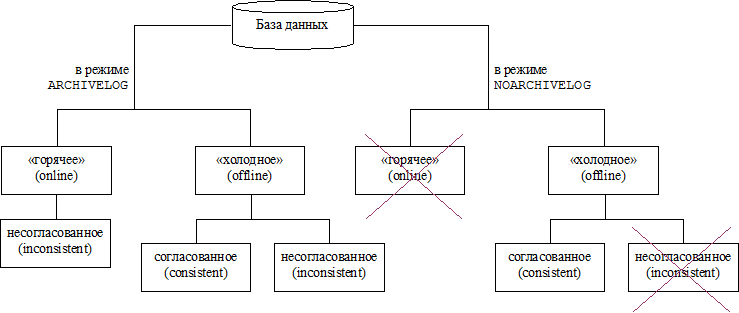 База данных
в режиме
ARCHIVELOG
в режиме
NOARCHIVELOG
«горячее»
(online)
«холодное»
(offline)
«горячее»
(online)
«холодное»
(offline)
несогласованное
(inconsistent)
согласованное
(consistent)
несогласованное
(inconsistent)
согласованное
(consistent)
несогласованное
(inconsistent)